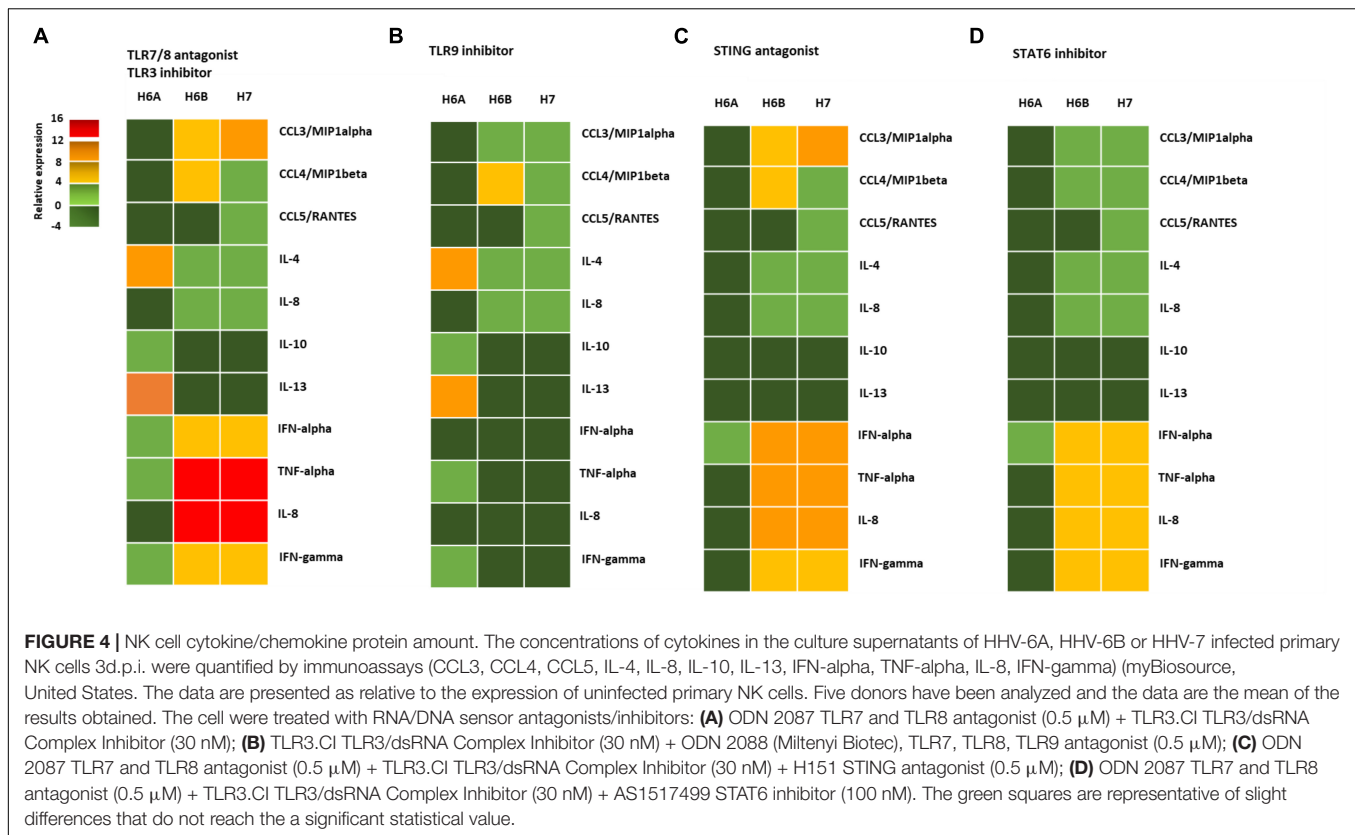 A
TLR7/8 antagonist
TLR3 inhibitor
H6A H6B H7
16
12
8
4
0
-4
Relative expression
CCL3/MIP1alpha
CCL4/MIP1beta
CCL5/RANTES
IL-4
IL-8
IL-10
IL-13
IFN-alpha
TNF-alpha
IL-8
IFN-gamma
B
TLR9 inhibitor
H6A H6B H7
CCL3/MIP1alpha
CCL4/MIP1beta
CCL5/RANTES
IL-4
IL-8
IL-10
IL-13
IFN-alpha
TNF-alpha
IL-8
IFN-gamma
C
STING antagonist
H6A H6B H7
CCL3/MIP1alpha
CCL4/MIP1beta
CCL5/RANTES
IL-4
IL-8
IL-10
IL-13
IFN-alpha
TNF-alpha
IL-8
IFN-gamma
D
STAT6 inhibitor
H6A H6B H7
CCL3/MIP1alpha
CCL4/MIP1beta
CCL5/RANTES
IL-4
IL-8
IL-10
IL-13
IFN-alpha
TNF-alpha
IL-8
IFN-gamma
FIGURE 4 | NK cell cytokine/chemokine protein amount. The concentrations of cytokines in the culture supernatants of HHV-6A, HHV-6B or HHV-7 infected primary
NK cells 3d.p.i. were quantified by immunoassays (CCL3, CCL4, CCL5, IL-4, IL-8, IL-10, IL-13, IFN-alpha, TNF-alpha, IL-8, IFN-gamma) (myBiosource,
United States. The data are presented as relative to the expression of uninfected primary NK cells. Five donors have been analyzed and the data are the mean of the
results obtained. The cell were treated with RNA/DNA sensor antagonists/inhibitors: (A) ODN 2087 TLR7 and TLR8 antagonist (0.5 μM) + TLR3.CI TLR3/dsRNA
Complex Inhibitor (30 nM); (B) TLR3.CI TLR3/dsRNA Complex Inhibitor (30 nM) + ODN 2088 (Miltenyi Biotec), TLR7, TLR8, TLR9 antagonist (0.5 μM); (C) ODN
2087 TLR7 and TLR8 antagonist (0.5 μM) + TLR3.CI TLR3/dsRNA Complex Inhibitor (30 nM) + H151 STING antagonist (0.5 μM); (D) ODN 2087 TLR7 and TLR8
antagonist (0.5 μM) + TLR3.CI TLR3/dsRNA Complex Inhibitor (30 nM) + AS1517499 STAT6 inhibitor (100 nM). The green squares are representative of slight
differences that do not reach the a significant statistical value.